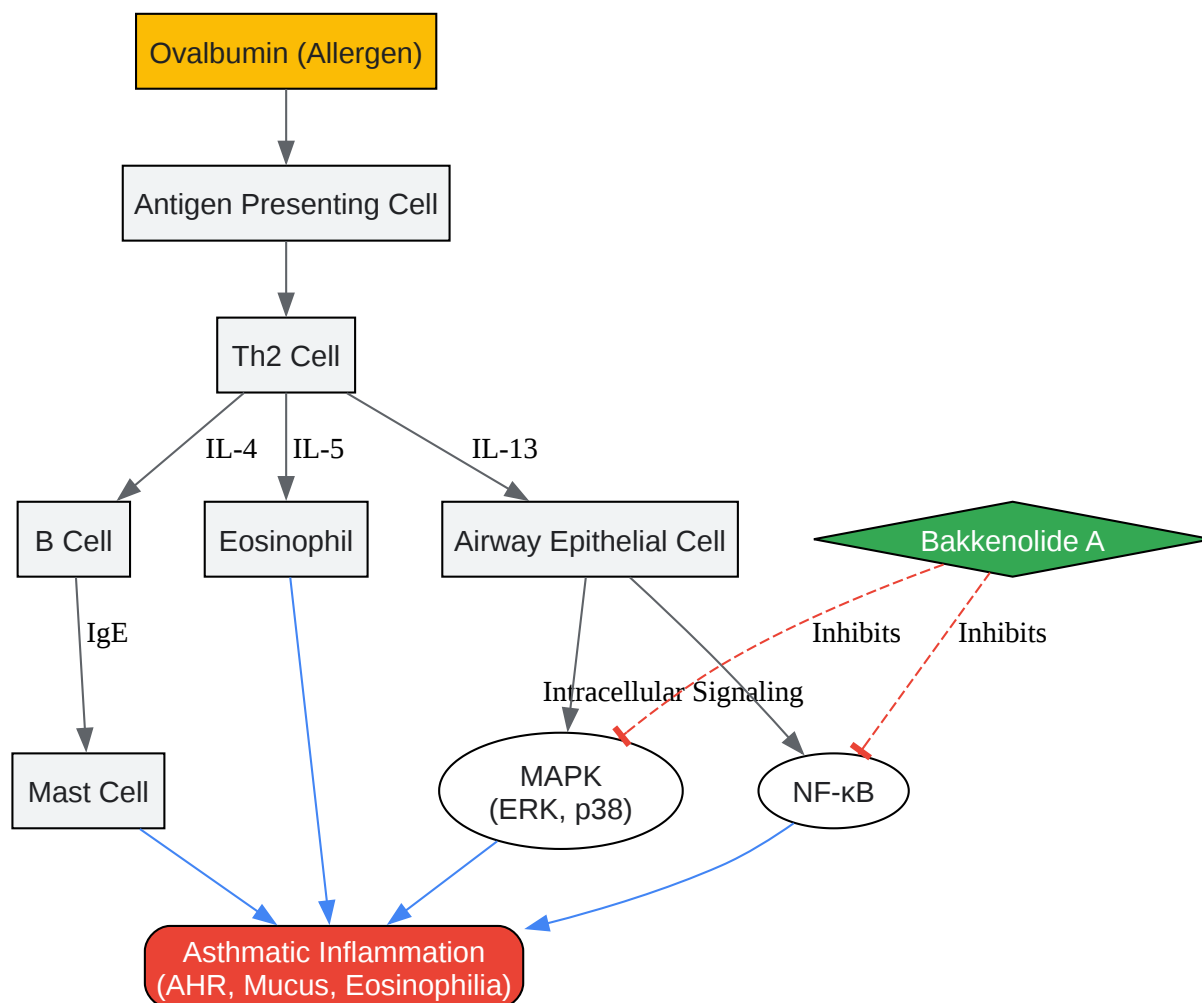 Ovalbumin (Allergen)
Antigen Presenting Cell
Th2 Cell
IL-4
IL-5
IL-13
B Cell
Eosinophil
Airway Epithelial Cell
Bakkenolide A
IgE
Inhibits
Inhibits
Intracellular Signaling
Mast Cell
MAPK
(ERK, p38)
NF-κB
Asthmatic Inflammation
(AHR, Mucus, Eosinophilia)